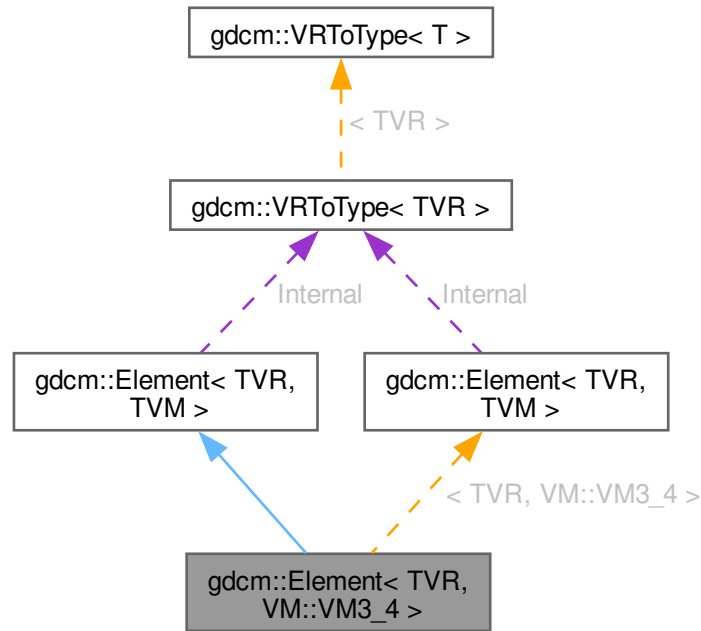 gdcm::VRToType< T >
< TVR >
gdcm::VRToType< TVR >
Internal
Internal
gdcm::Element< TVR,
TVM >
gdcm::Element< TVR,
TVM >
< TVR, VM::VM3_4 >
gdcm::Element< TVR,
VM::VM3_4 >